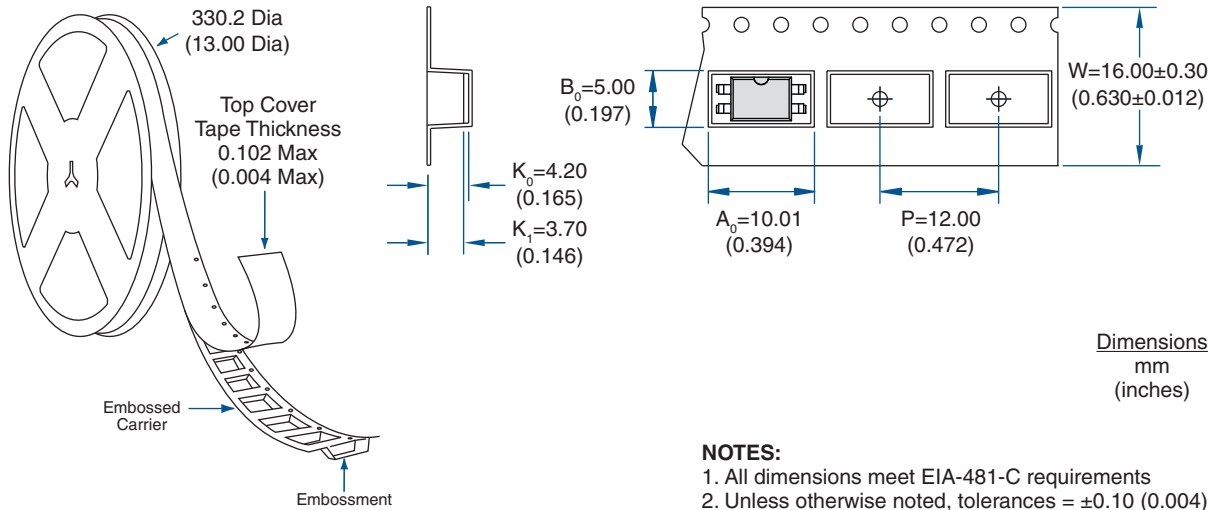 330.2 Dia
(13.00 Dia)
Top Cover
Tape Thickness
0.102 Max
(0.004 Max)
Embossed
Carrier
Embossment
K₀=4.20
(0.165)
K₁=3.70
(0.146)
B₀=5.00
(0.197)
W=16.00±0.30
(0.630±0.012)
A₀=10.01
(0.394)
P=12.00
(0.472)
Dimensions
mm
(inches)
NOTES:
1. All dimensions meet EIA-481-C requirements
2. Unless otherwise noted, tolerances = ±0.10 (0.004)